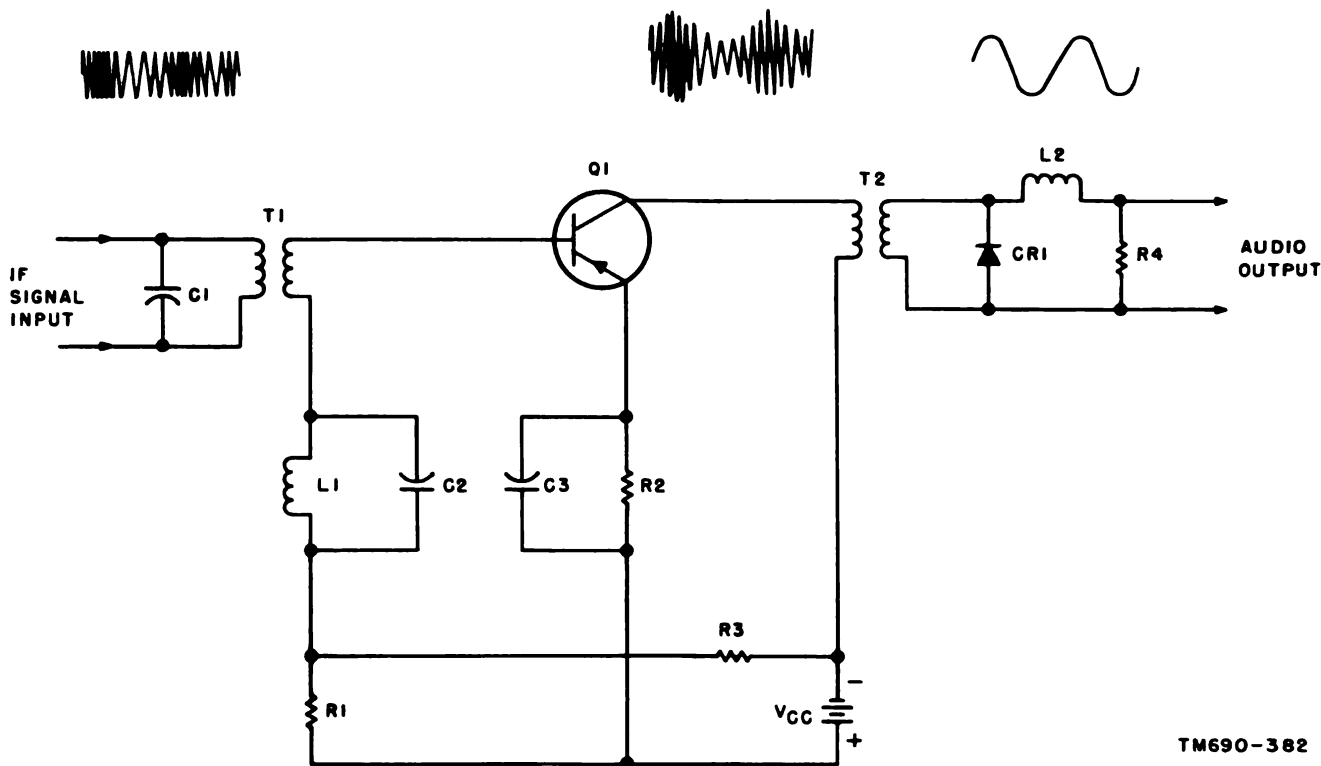 L2
Q1
T2
T1
CR1
R4
AUDIO
OUTPUT
IF
SIGNAL
INPUT
C1
L1
C2
C3
R2
R3
R1
VCC
−
+
TM690-382